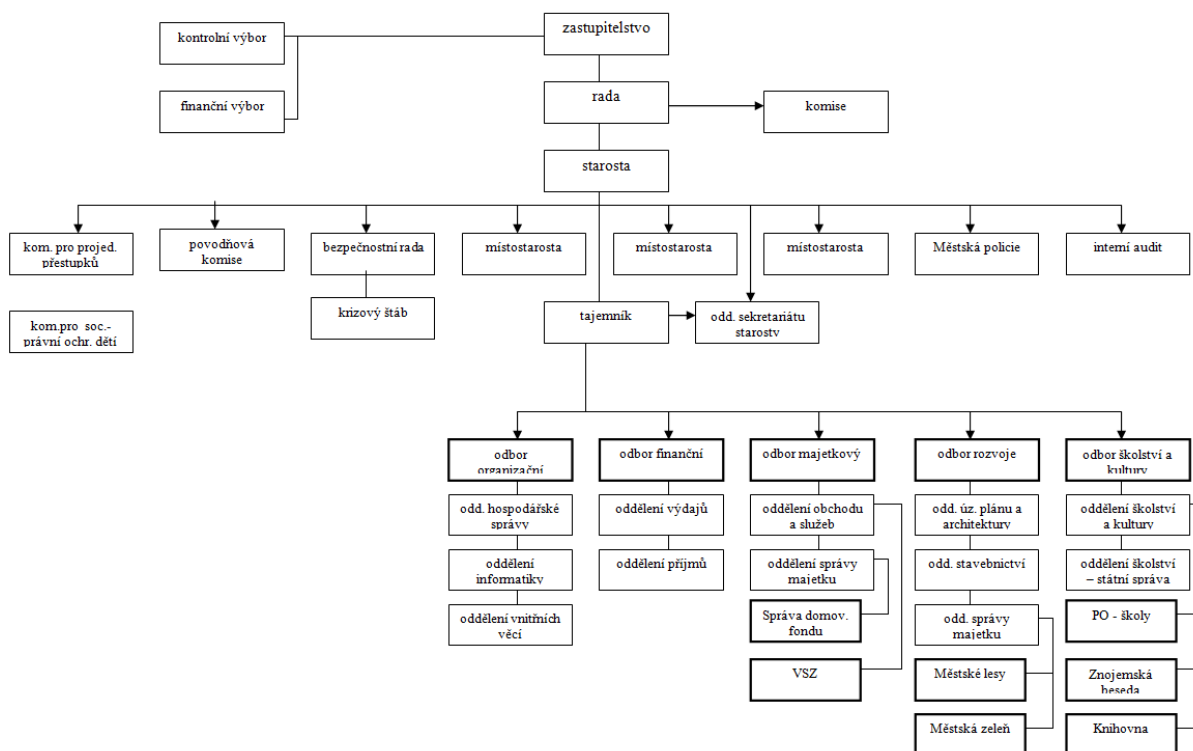 zastupitelstvo
kontrolní výbor
rada
finanční výbor
komise
starosta
kom. pro projed.
přestupků
povodňová
komise
bezpečnostní rada
místostarosta
místostarosta
místostarosta
Městská policie
interní audit
krizový štáb
tajemník
odd. sekretariátu
starosty
kom.pro soc.-
právní ochr. dětí
odbor
organizační
odbor finanční
odbor majetkový
odbor rozvoje
odbor školství a
kultury
odd. hospodářské
správy
oddělení výdajů
oddělení obchodu
a služeb
odd. úz. plánu a
architektury
oddělení školství
a kultury
oddělení
informatiky
oddělení příjmů
oddělení správy
majetku
odd. stavebnictví
oddělení školství
– státní správa
oddělení vnitřních
věcí
Správa domov.
fondu
odd. správy
majetku
PO - školy
VSZ
Městské lesy
Znojemská
beseda
Městská zeleň
Knihovna